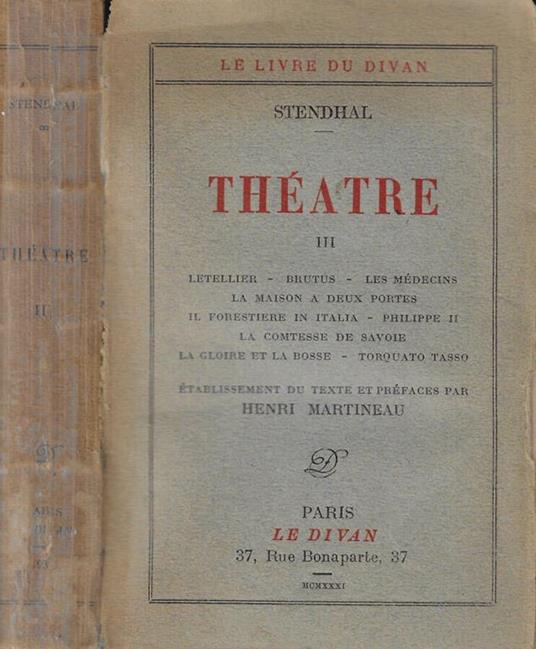 STENDHAL
THÉATRE
LE LIVRE DU DIVAN
STENDHAL
THÉATRE
III
LETELLIER - BRUTUS - LES MÉDECINS
LA MAISON A DEUX PORTES
IL FORESTIERE IN ITALIA - PHILIPPE II
LA COMTESSE DE SAVOIE
LA GLOIRE ET LA BOSSE - TORQUATO TASSO
ÉTABLISSEMENT DU TEXTE ET PRÉFACES PAR
HENRI MARTINEAU
D
PARIS
LE DIVAN
37, Rue Bonaparte, 37
MCMXXXI